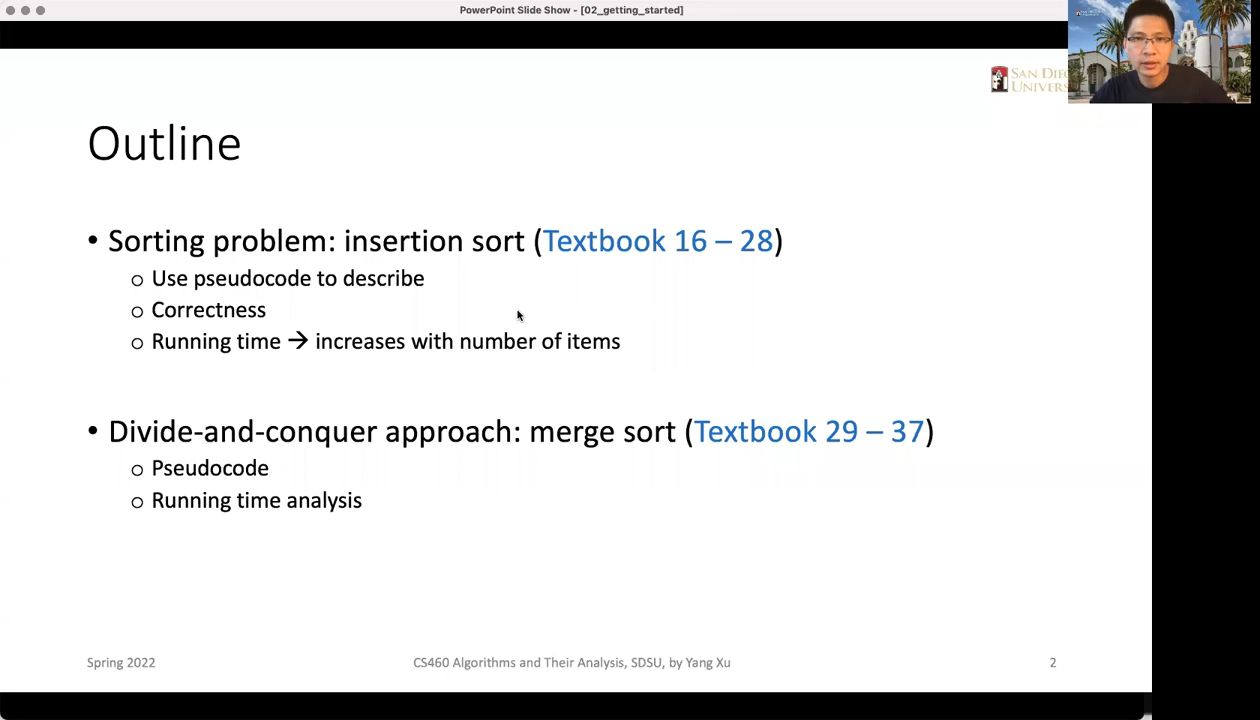 PowerPoint Slide Show - [02_getting_started]
SAN DIE
UNIVERS
Outline
• Sorting problem: insertion sort (Textbook 16 – 28)
o Use pseudocode to describe
o Correctness
o Running time → increases with number of items
• Divide-and-conquer approach: merge sort (Textbook 29 – 37)
o Pseudocode
o Running time analysis
Spring 2022
CS460 Algorithms and Their Analysis, SDSU, by Yang Xu
2